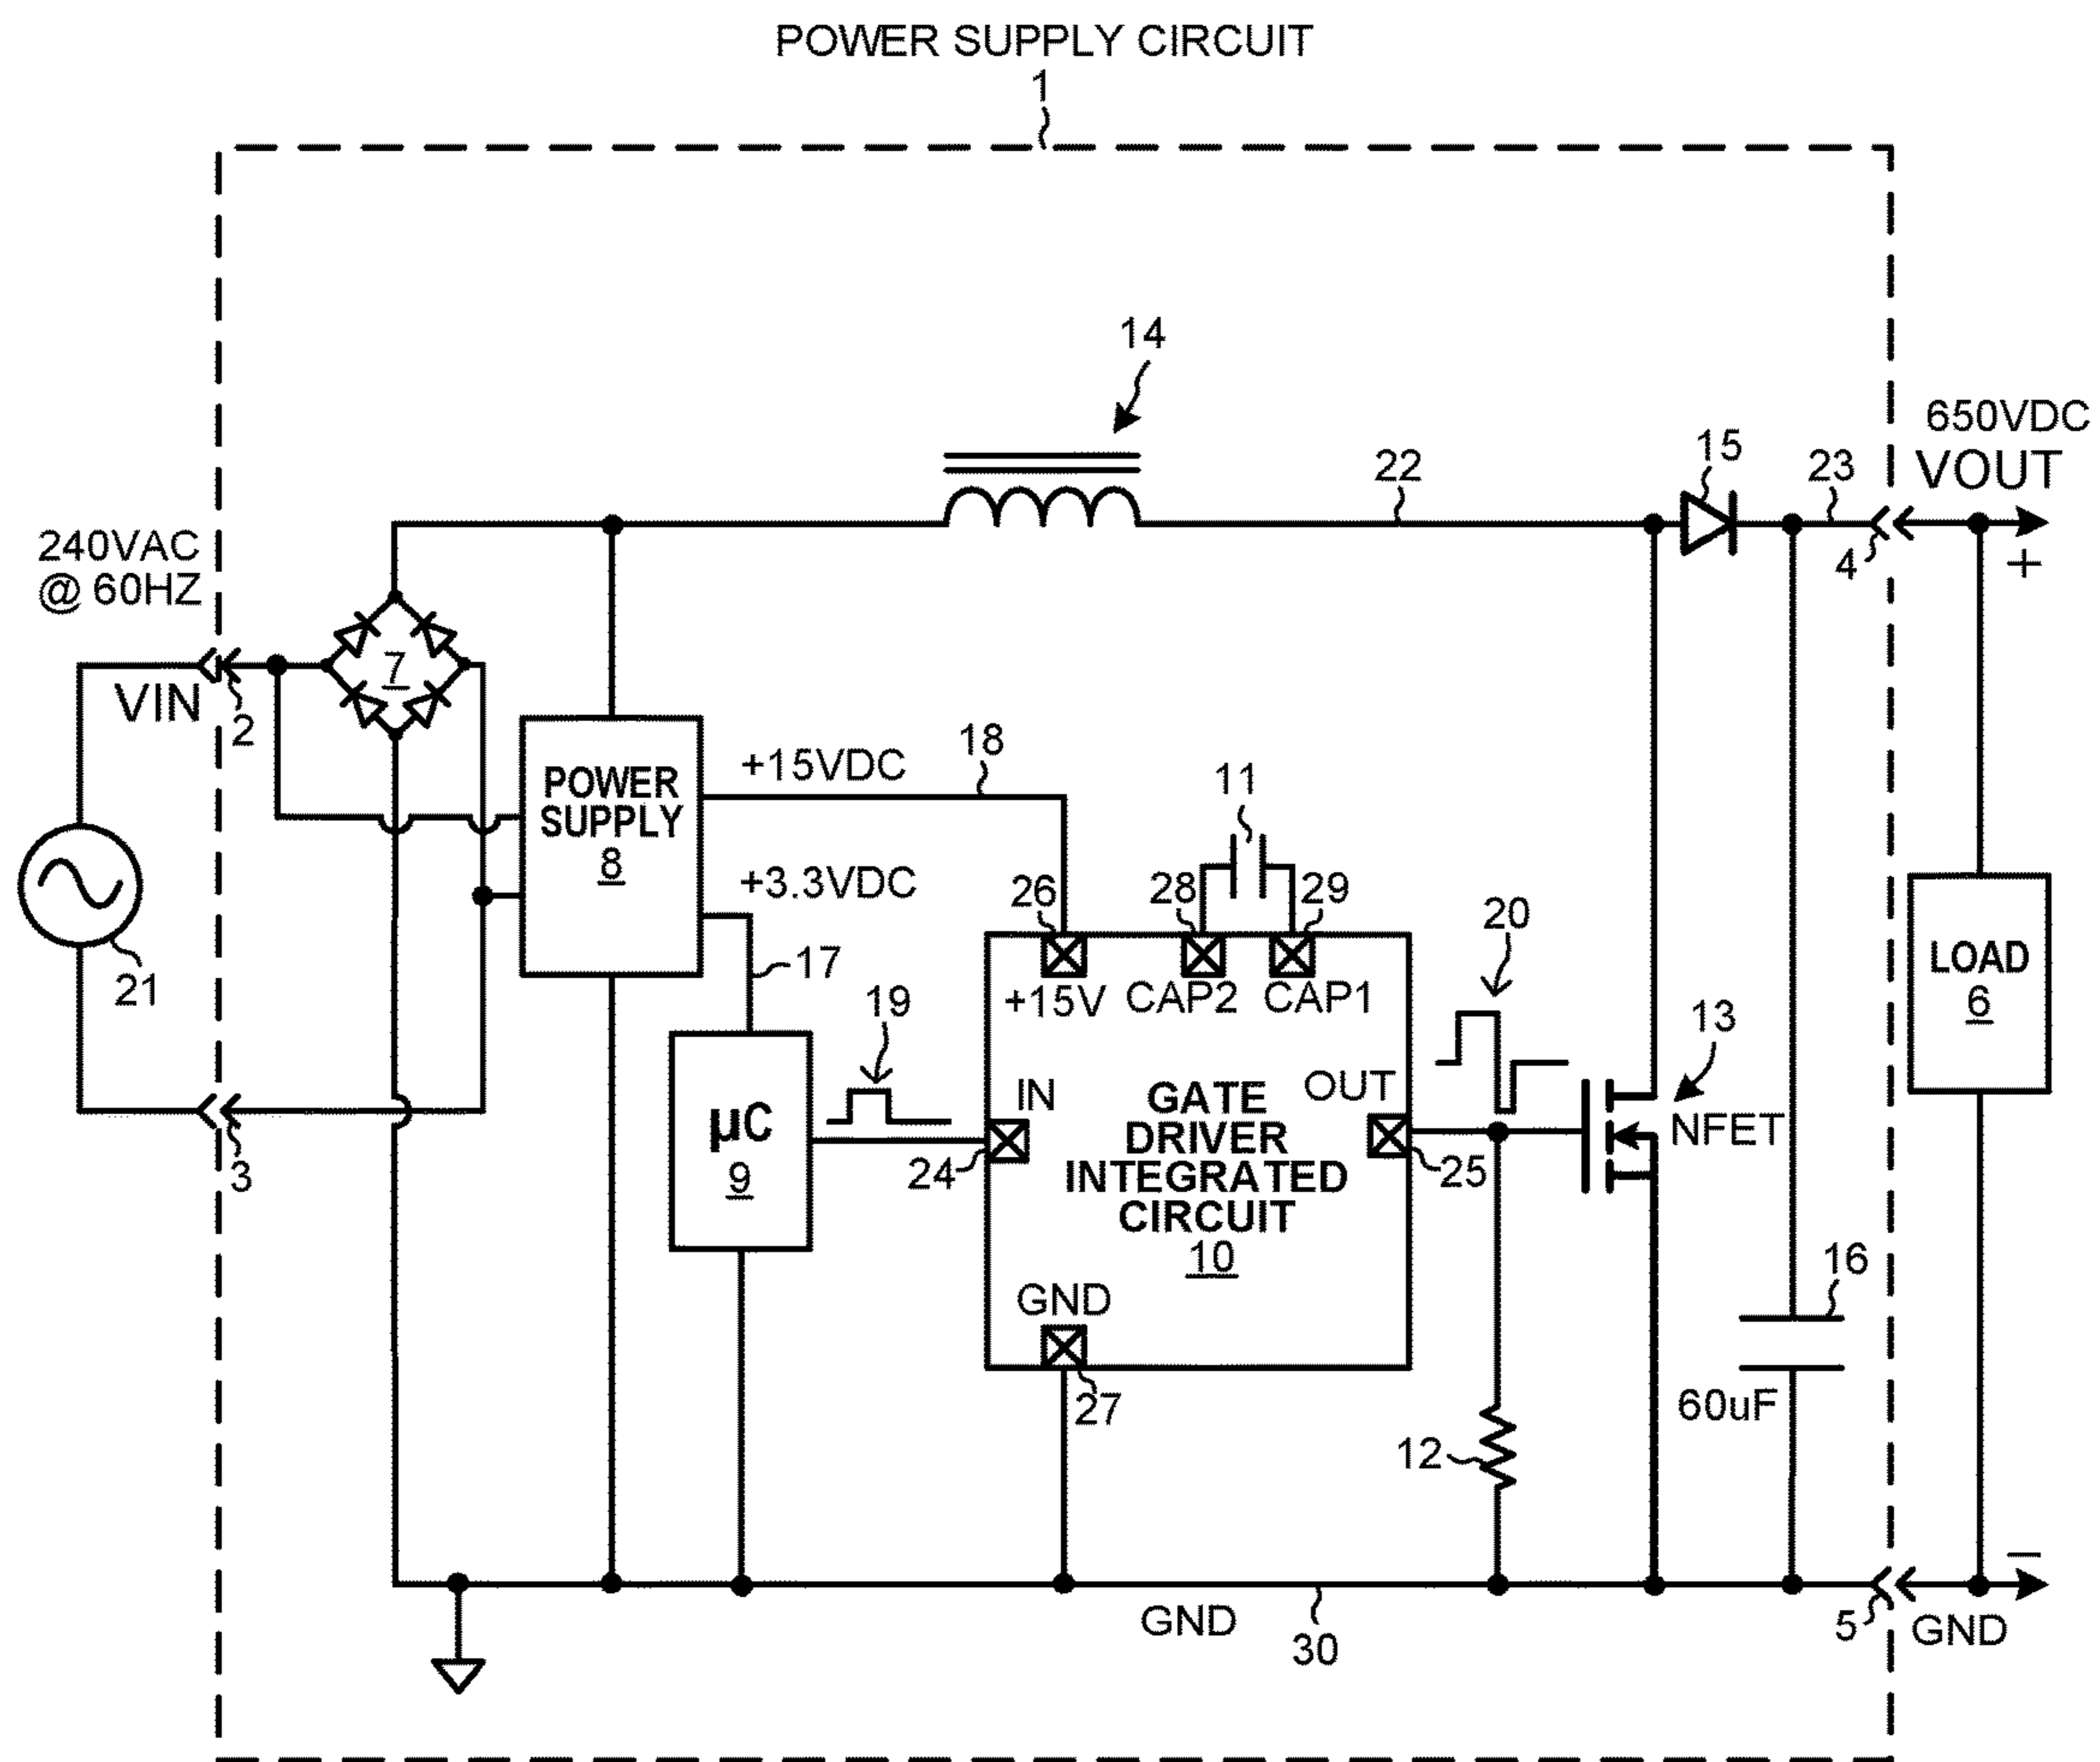 POWER SUPPLY CIRCUIT
1
14
650VDC
VOUT
15
23
22
240VAC
@ 60HZ
4
+
7
VIN
2
18
+15VDC
11
POWER
SUPPLY
8
+3.3VDC
26
28
29
20
17
21
19
+15V
CAP2
CAP1
LOAD
6
13
IN
OUT
GATE
DRIVER
INTEGRATED
CIRCUIT
10
NFET
µC
9
3
24
25
16
GND
27
60uF
12
–
GND
30
5
GND